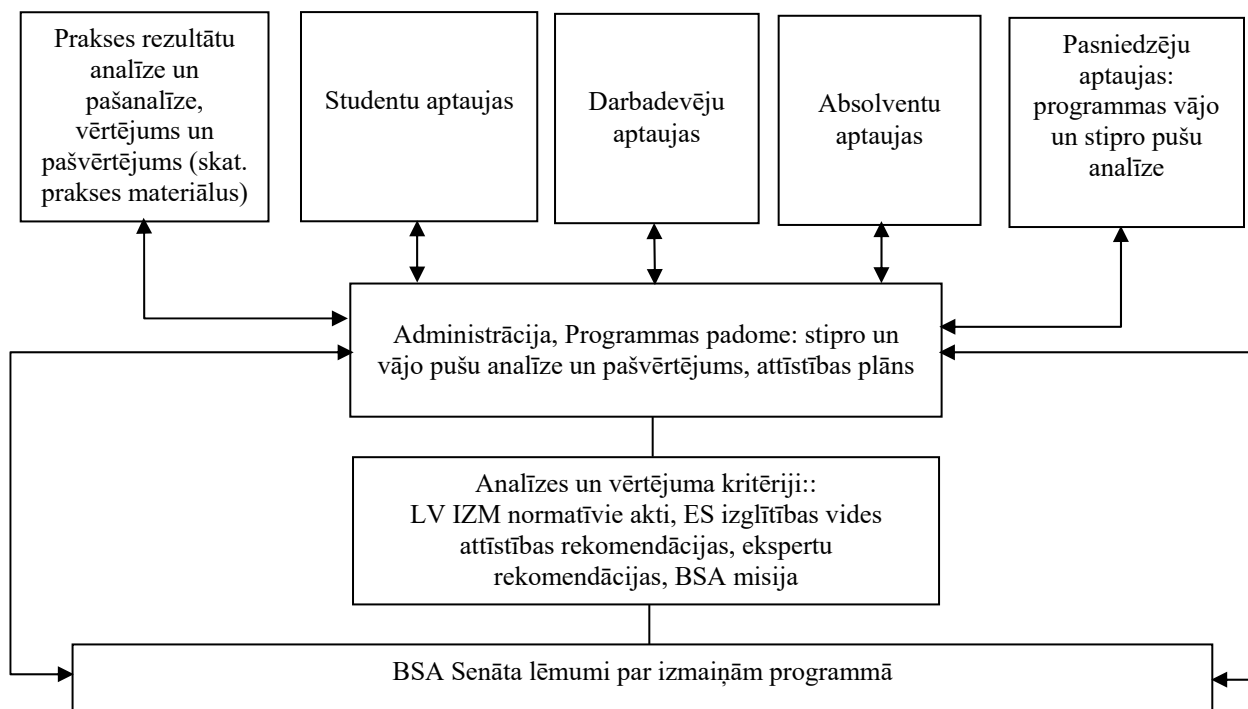 Prakses rezultātu
analīze un
pašanalīze,
vērtējums un
pašvērtējums (skat.
prakses materiālus)
Studentu aptaujas
Darbadevēju
aptaujas
Absolventu
aptaujas
Pasniedzēju
aptaujas:
programmas vājo
un stipro pušu
analīze
Administrācija, Programmas padome: stipro un
vājo pušu analīze un pašvērtējums, attīstības plāns
Analīzes un vērtējuma kritēriji::
LV IZM normatīvie akti, ES izglītības vides
attīstības rekomendācijas, ekspertu
rekomendācijas, BSA misija
BSA Senāta lēmumi par izmaiņām programmā